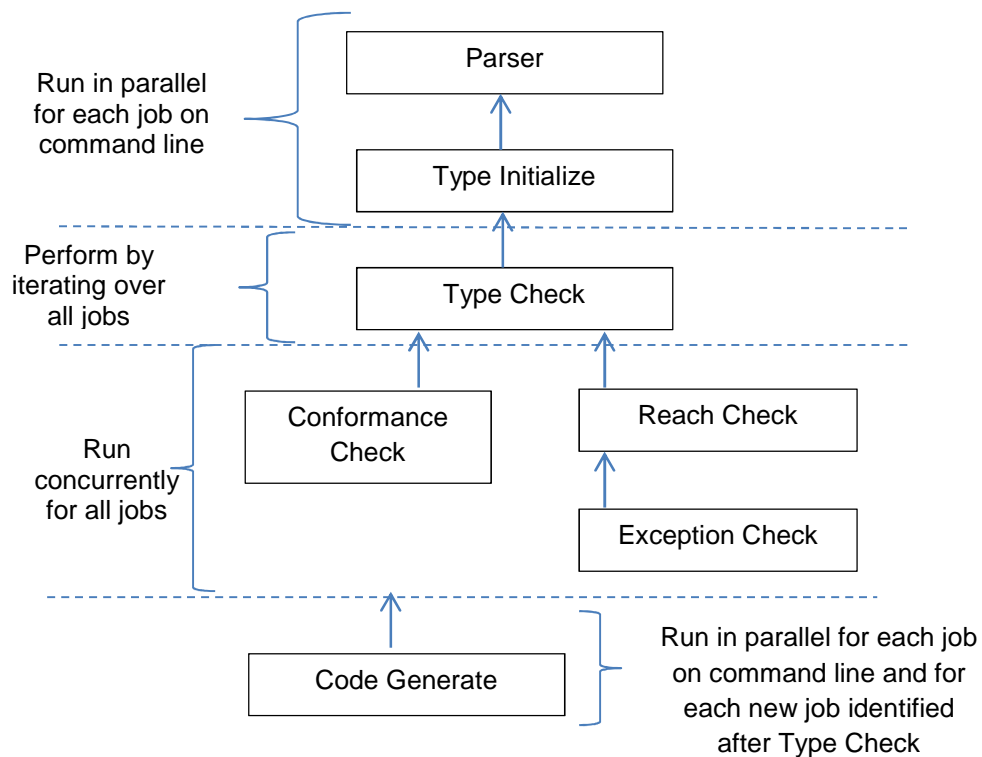 Parser
Run in parallel
for each job on
command line
Type Initialize
Perform by
iterating over
all jobs
Type Check
Conformance
Check
Reach Check
Run
concurrently
for all jobs
Exception Check
Code Generate
Run in parallel for each job
on command line and for
each new job identified
after Type Check